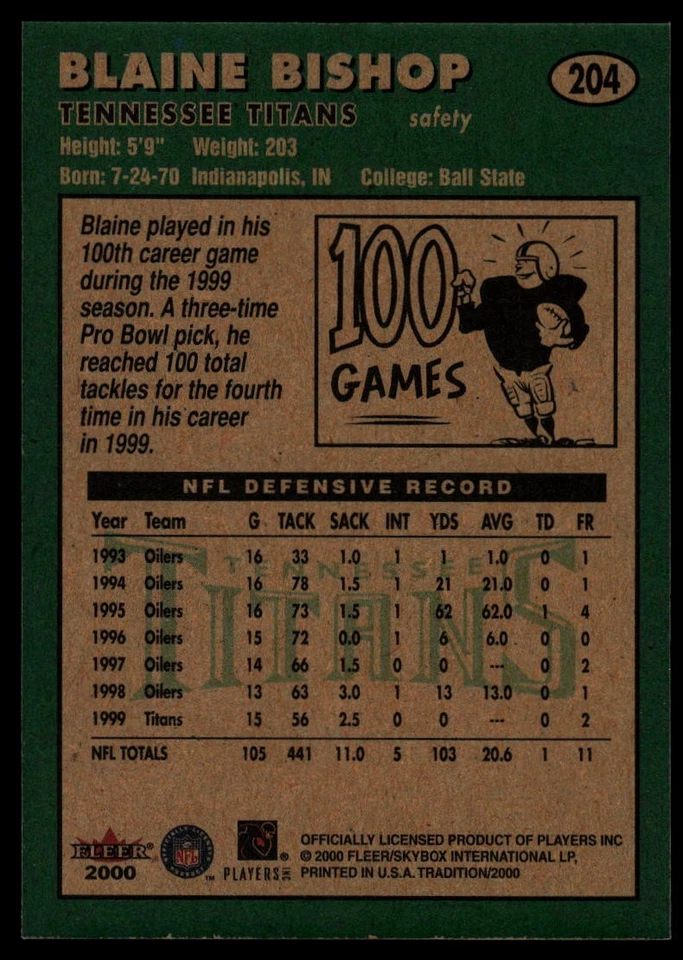 BLAINE BISHOP
204
TENNESSEE TITANS safety
Height: 5'9" Weight: 203
Born: 7-24-70 Indianapolis, IN College: Ball State
Blaine played in his
100th career game
during the 1999
season. A three-time
Pro Bowl pick, he
reached 100 total
tackles for the fourth
time in his career
in 1999.
100
GAMES
NFL DEFENSIVE RECORD
Year Team G TACK SACK INT YDS AVG TD FR
1993 Oilers 16 33 1.0 1 1 1.0 0 1
1994 Oilers 16 78 1.5 1 21 21.0 0 1
1995 Oilers 16 73 1.5 1 62 62.0 1 4
1996 Oilers 15 72 0.0 1 6 6.0 0 0
1997 Oilers 14 66 1.5 0 0 --- 0 2
1998 Oilers 13 63 3.0 1 13 13.0 0 1
1999 Titans 15 56 2.5 0 0 --- 0 2
NFL TOTALS 105 441 11.0 5 103 20.6 1 11
TENNESSEE
TITANS
FLEER
2000
NFL
™
PLAYERS INC
®
OFFICIALLY LICENSED PRODUCT OF PLAYERS INC
© 2000 FLEER/SKYBOX INTERNATIONAL LP,
PRINTED IN U.S.A. TRADITION/2000